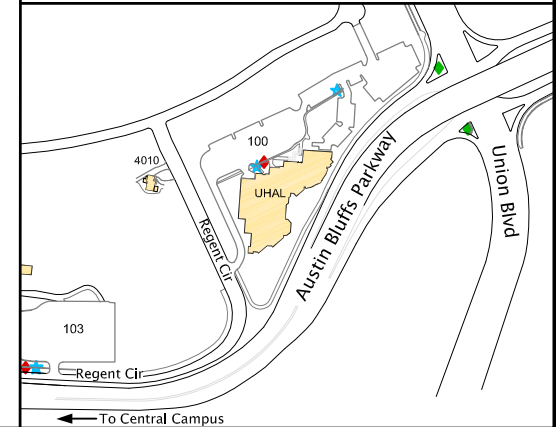 100
4010
UHAL
Austin Bluffs Parkway
Union Blvd
Regent Cir
103
Regent Cir
To Central Campus